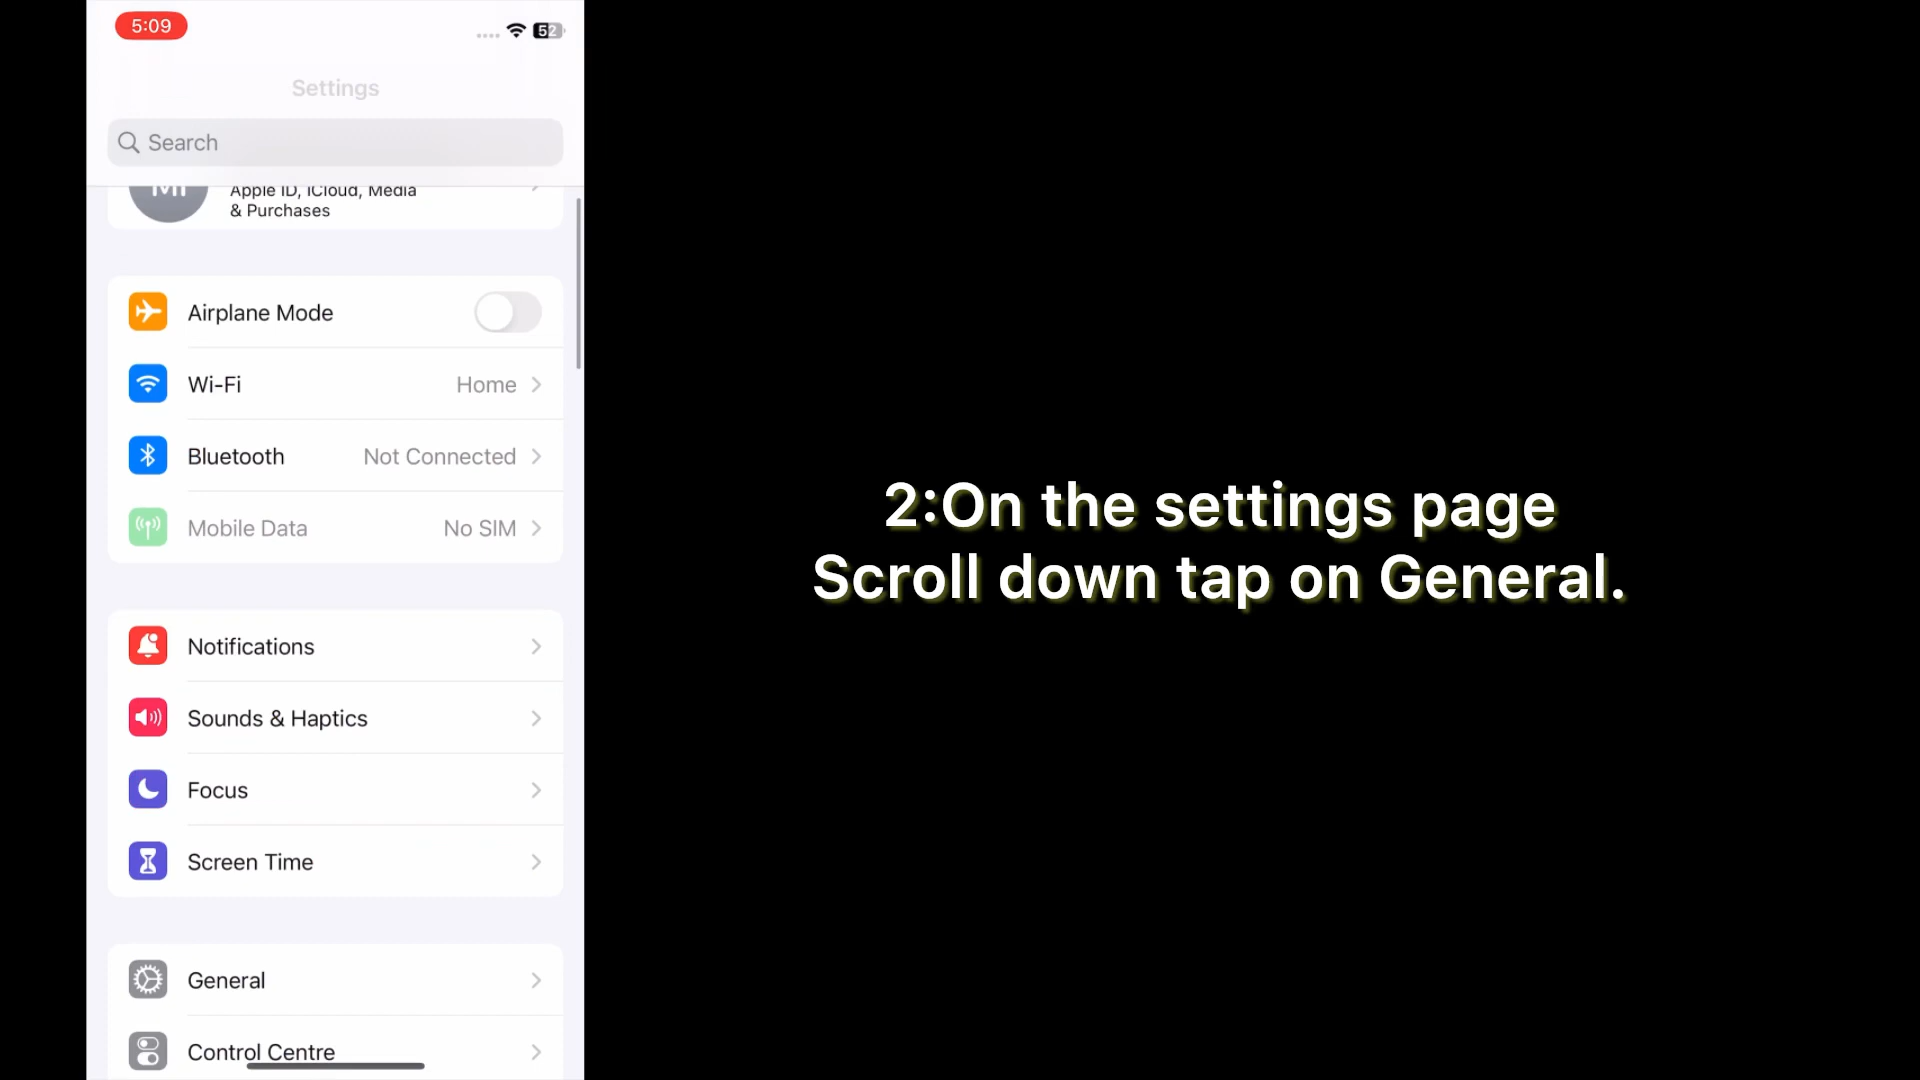 5:09
52
Settings
Search
Apple ID, iCloud, Media
& Purchases
Airplane Mode
Wi-Fi
Home
Bluetooth
Not Connected
Mobile Data
No SIM
Notifications
Sounds & Haptics
Focus
Screen Time
General
Control Centre
2:On the settings page
Scroll down tap on General.